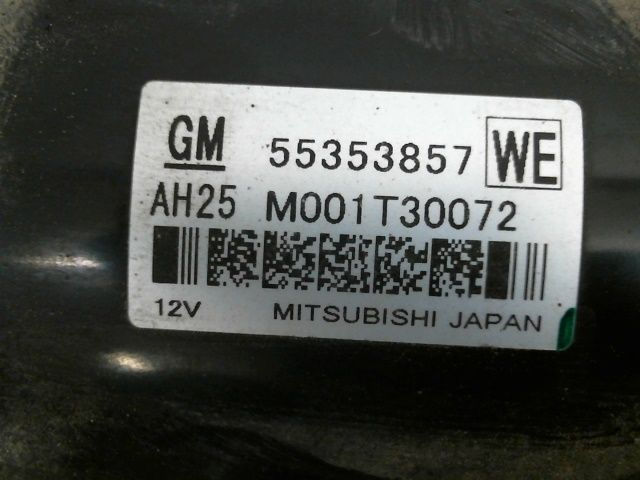 GM 55353857 WE
AH25 M001T30072
12V MITSUBISHI JAPAN